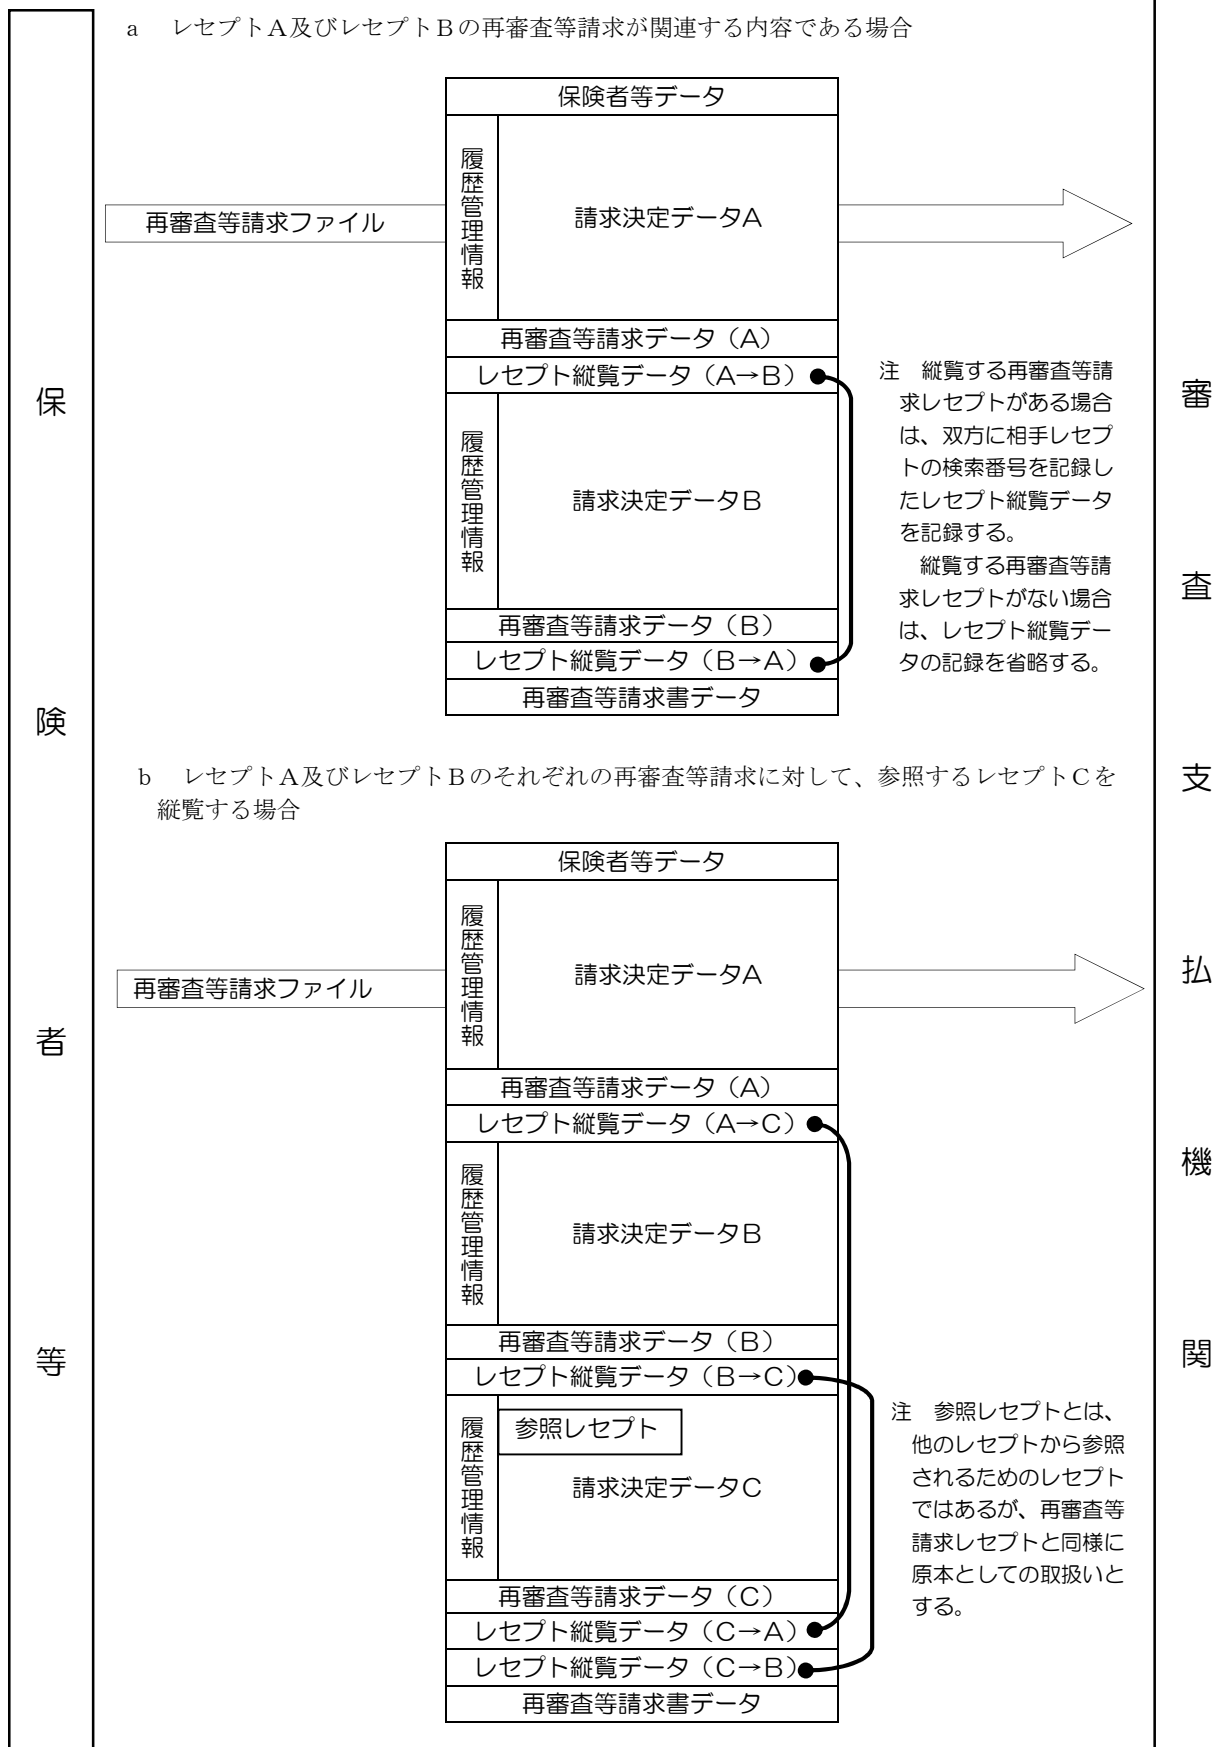 a　レセプトA及びレセプトBの再審査等請求が関連する内容である場合
保険者等
審査支払機関
再審査等請求ファイル
保険者等データ
履歴管理情報
請求決定データA
再審査等請求データ（A）
レセプト縦覧データ（A→B）
履歴管理情報
請求決定データB
再審査等請求データ（B）
レセプト縦覧データ（B→A）
再審査等請求書データ
注　縦覧する再審査等請
求レセプトがある場合
は、双方に相手レセプ
トの検索番号を記録し
たレセプト縦覧データ
を記録する。
縦覧する再審査等請
求レセプトがない場合
は、レセプト縦覧デー
タの記録を省略する。
b　レセプトA及びレセプトBのそれぞれの再審査等請求に対して、参照するレセプトCを
縦覧する場合
再審査等請求ファイル
保険者等データ
履歴管理情報
請求決定データA
再審査等請求データ（A）
レセプト縦覧データ（A→C）
履歴管理情報
請求決定データB
再審査等請求データ（B）
レセプト縦覧データ（B→C）
履歴管理情報
参照レセプト
請求決定データC
再審査等請求データ（C）
レセプト縦覧データ（C→A）
レセプト縦覧データ（C→B）
再審査等請求書データ
注　参照レセプトとは、
他のレセプトから参照
されるためのレセプト
ではあるが、再審査等
請求レセプトと同様に
原本としての取扱いと
する。